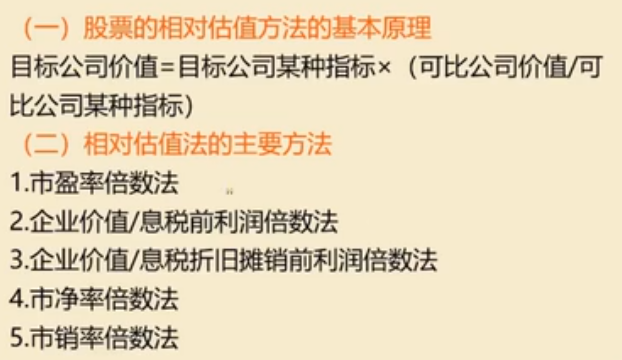 （一）股票的相对估值方法的基本原理
目标公司价值=目标公司某种指标×（可比公司价值/可
比公司某种指标）
（二）相对估值法的主要方法
1.市盈率倍数法
2.企业价值/息税前利润倍数法
3.企业价值/息税折旧摊销前利润倍数法
4.市净率倍数法
5.市销率倍数法